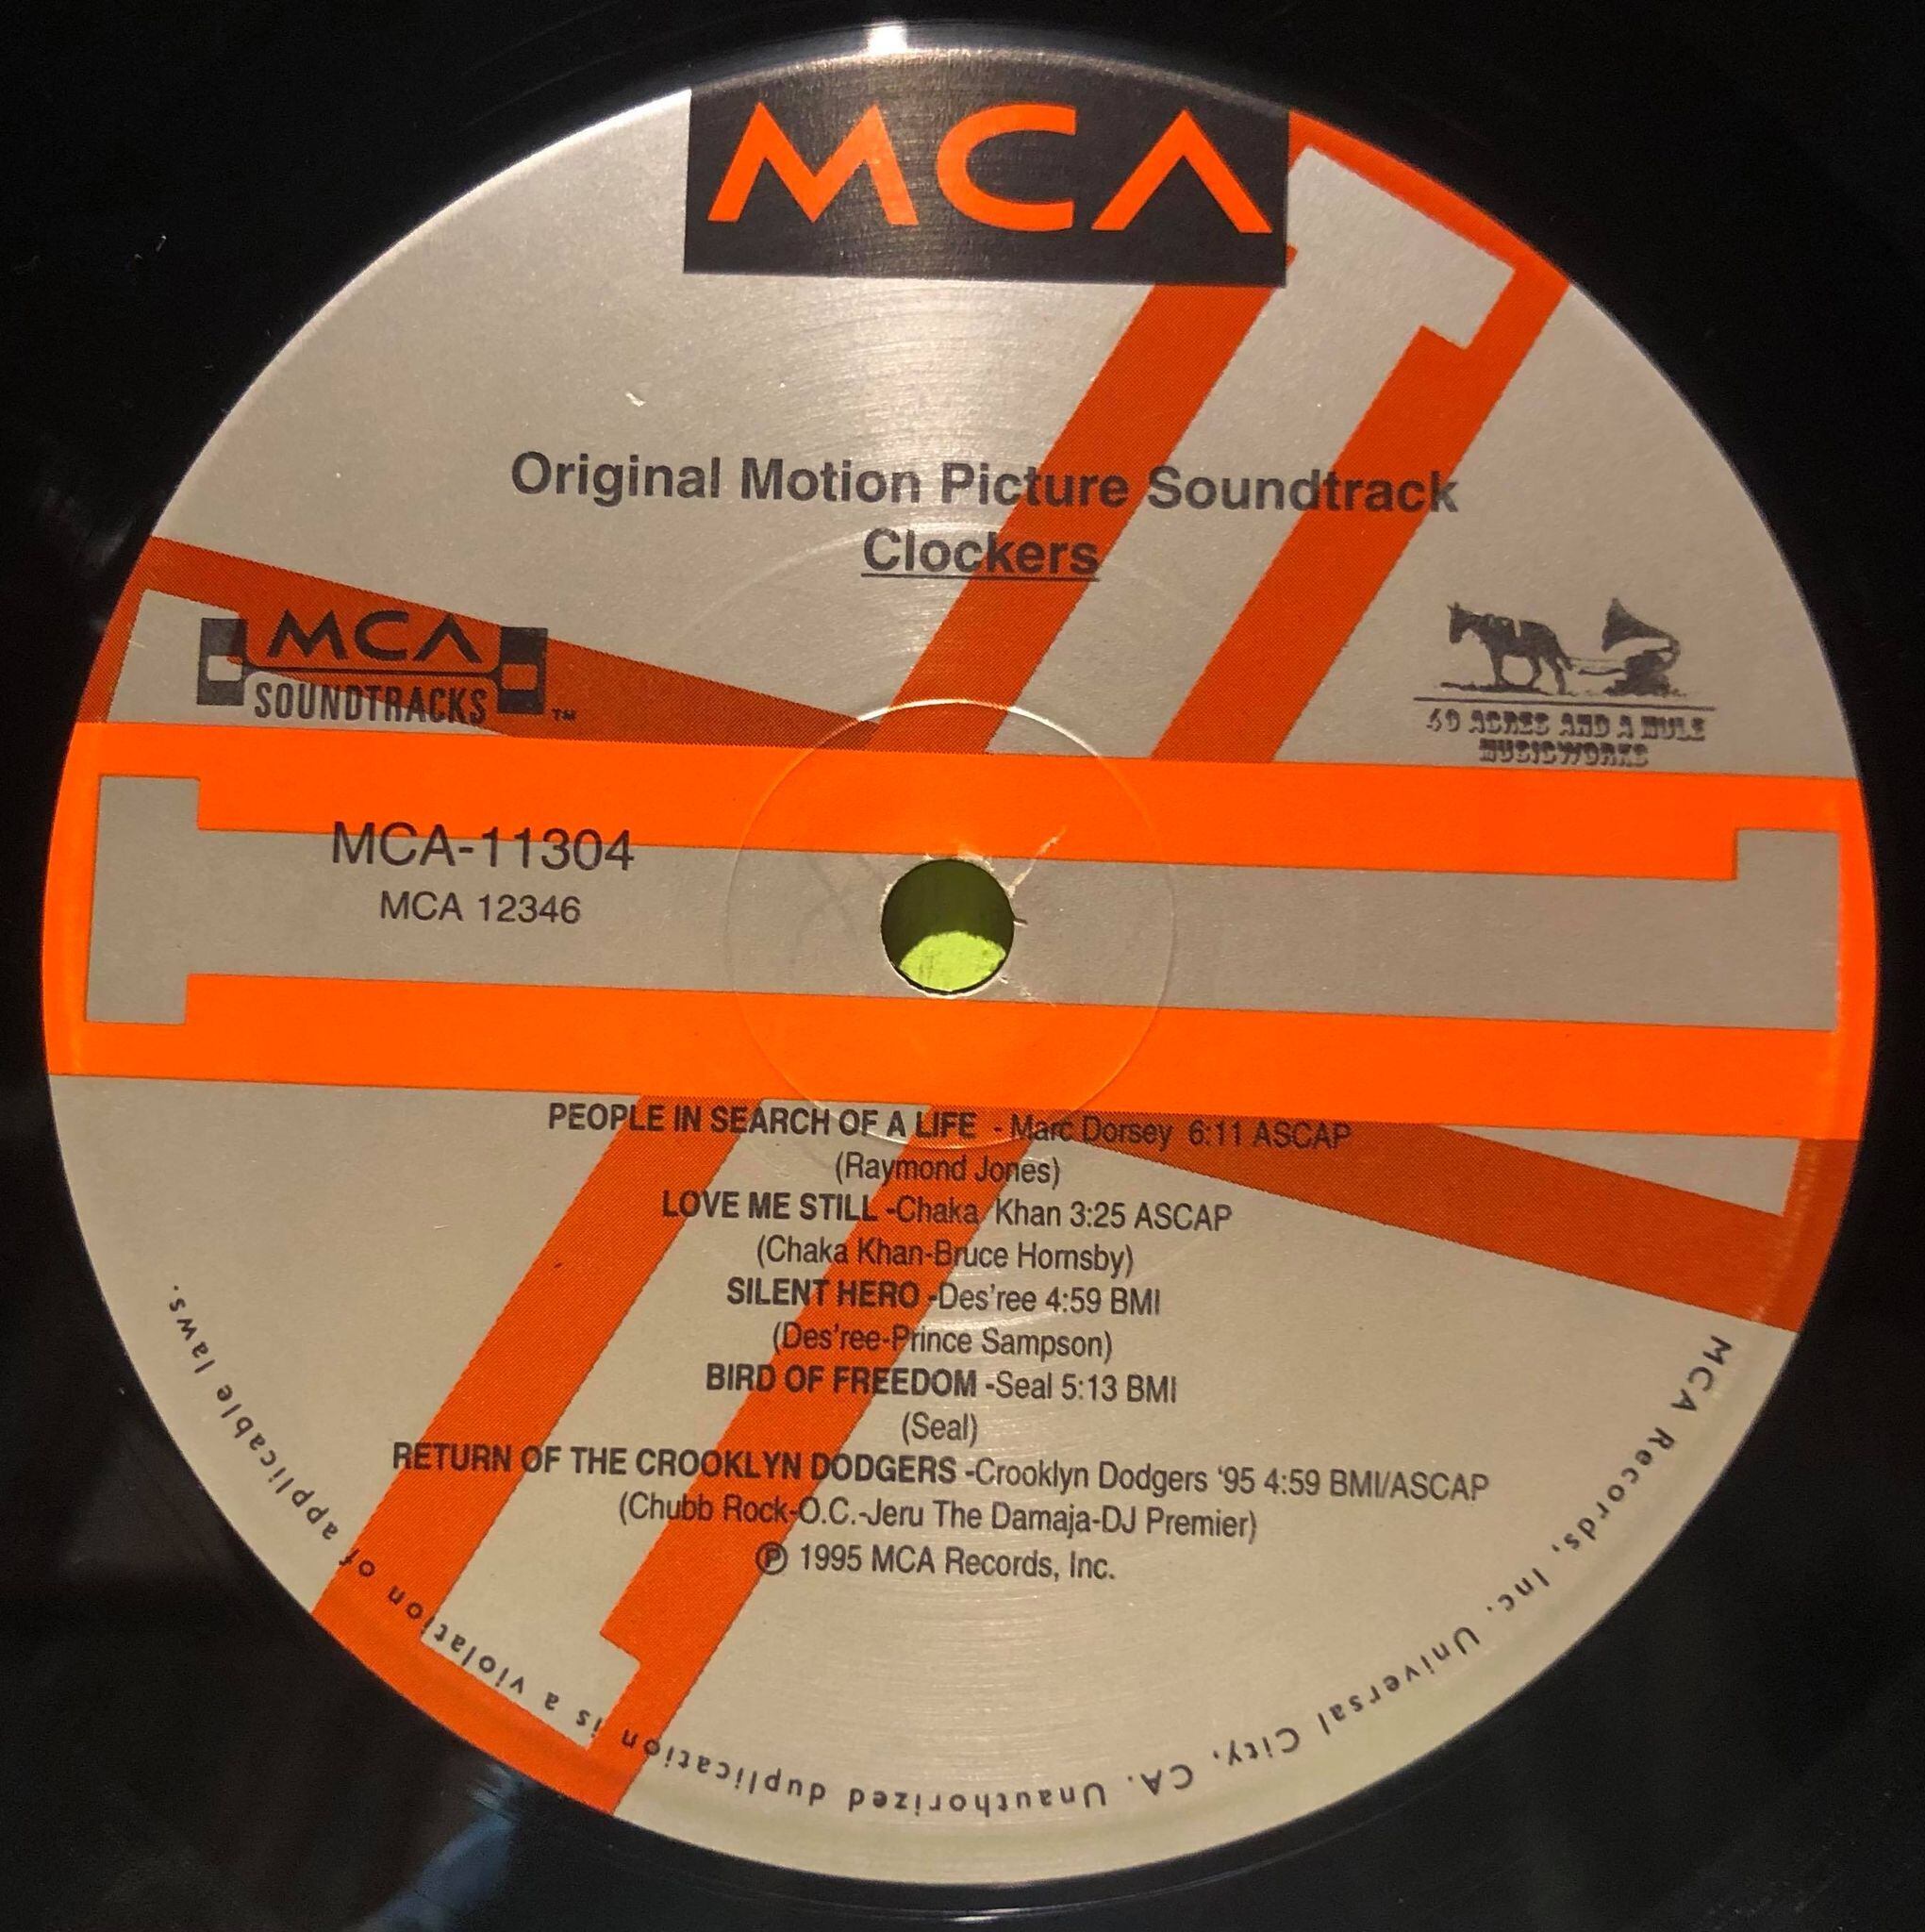 MCA
Original Motion Picture Soundtrack
Clockers
MCA
SOUNDTRACKS™
40 ACRES AND A MULE
MUSICWORKS
MCA-11304
MCA 12346
PEOPLE IN SEARCH OF A LIFE - Marc Dorsey 6:11 ASCAP
(Raymond Jones)
LOVE ME STILL -Chaka Khan 3:25 ASCAP
(Chaka Khan-Bruce Hornsby)
SILENT HERO -Des'ree 4:59 BMI
(Des'ree-Prince Sampson)
BIRD OF FREEDOM -Seal 5:13 BMI
(Seal)
RETURN OF THE CROOKLYN DODGERS -Crooklyn Dodgers '95 4:59 BMI/ASCAP
(Chubb Rock-O.C.-Jeru The Damaja-DJ Premier)
℗ 1995 MCA Records, Inc.
MCA Records, Inc. Universal City, CA. Unauthorized duplication is a violation of applicable laws.